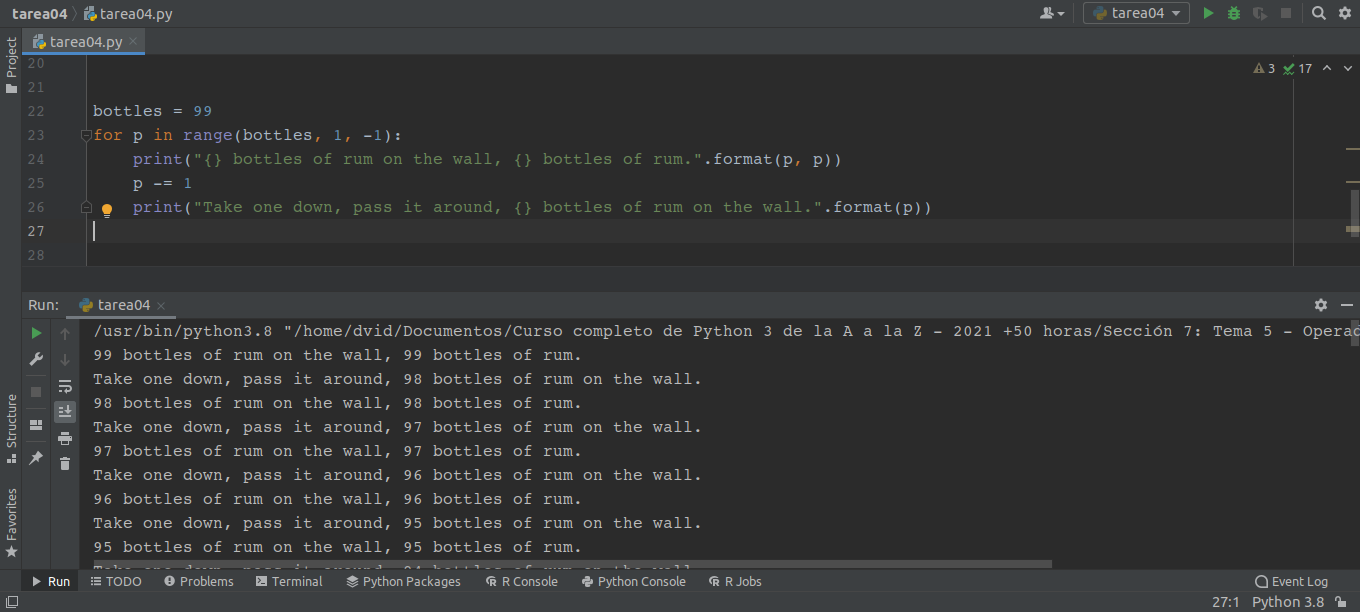 tarea04 tarea04.py tarea04
tarea04.py
Project
3 17
20
21
22 bottles = 99
23 for p in range(bottles, 1, -1):
24 print("{} bottles of rum on the wall, {} bottles of rum.".format(p, p))
25 p -= 1
26 print("Take one down, pass it around, {} bottles of rum on the wall.".format(p))
27
28
Run: tarea04
/usr/bin/python3.8 "/home/dvid/Documentos/Curso completo de Python 3 de la A a la Z - 2021 +50 horas/Sección 7: Tema 5 - Operad
99 bottles of rum on the wall, 99 bottles of rum.
Take one down, pass it around, 98 bottles of rum on the wall.
98 bottles of rum on the wall, 98 bottles of rum.
Take one down, pass it around, 97 bottles of rum on the wall.
97 bottles of rum on the wall, 97 bottles of rum.
Take one down, pass it around, 96 bottles of rum on the wall.
96 bottles of rum on the wall, 96 bottles of rum.
Take one down, pass it around, 95 bottles of rum on the wall.
95 bottles of rum on the wall, 95 bottles of rum.
Structure
Favorites
Run TODO Problems Terminal Python Packages R Console Python Console R Jobs Event Log
27:1 Python 3.8